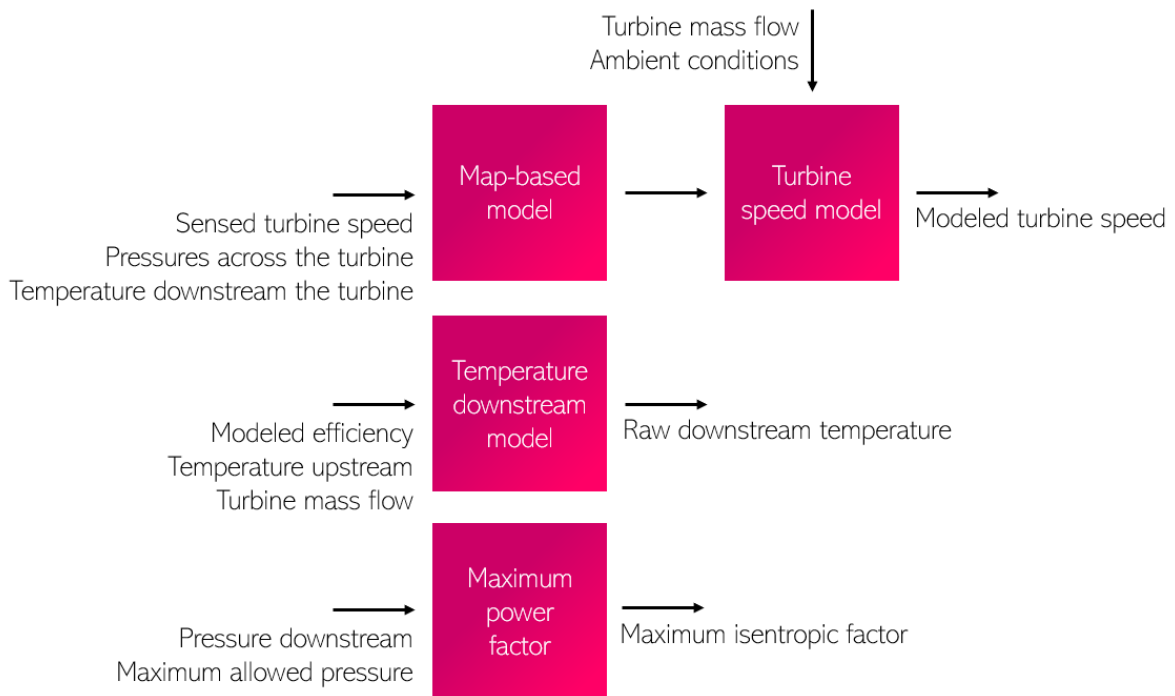 Turbine mass flow
Ambient conditions
Map-based
model
Turbine
speed model
Sensed turbine speed
Pressures across the turbine
Temperature downstream the turbine
Modeled turbine speed
Temperature
downstream
model
Modeled efficiency
Temperature upstream
Turbine mass flow
Raw downstream temperature
Maximum
power
factor
Pressure downstream
Maximum allowed pressure
Maximum isentropic factor